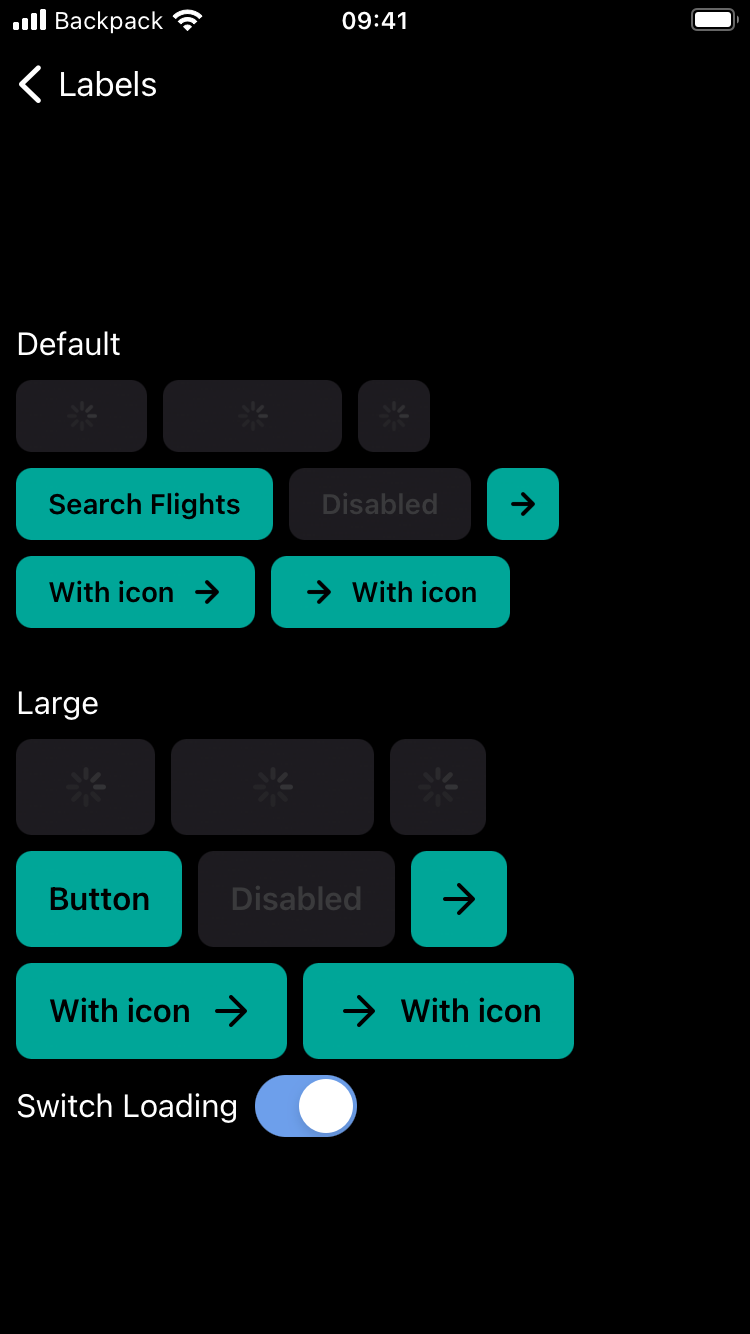 Backpack 09:41
Labels
Default
Search Flights Disabled
With icon With icon
Large
Button Disabled
With icon With icon
Switch Loading